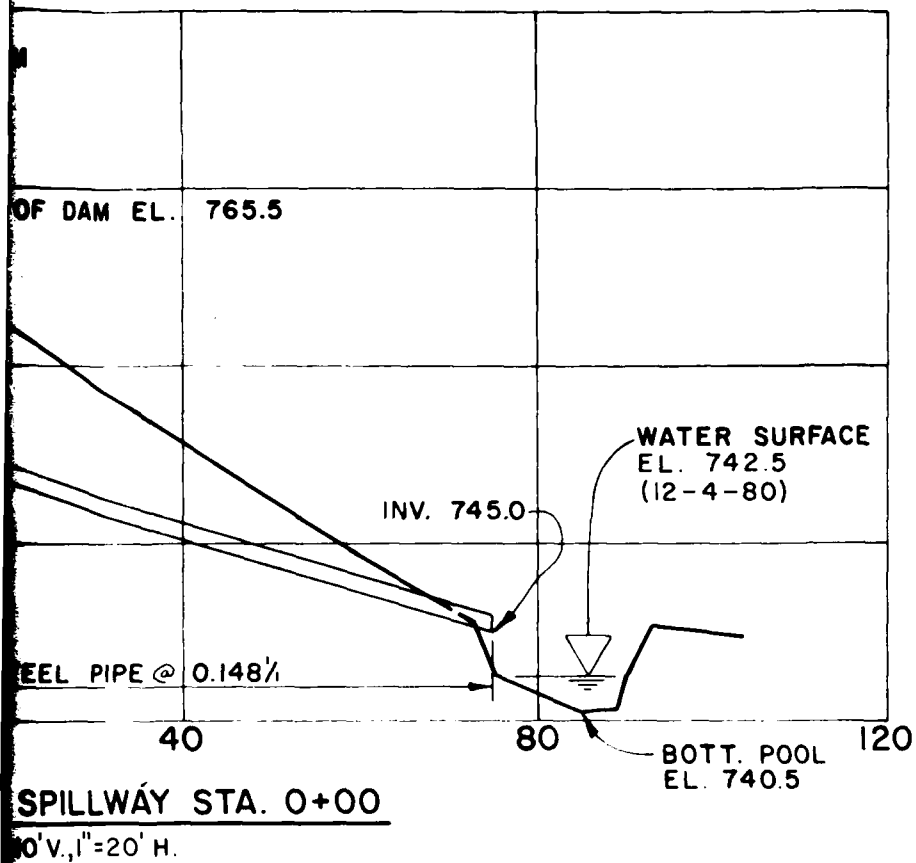 M
OF DAM EL. 765.5
WATER SURFACE
EL. 742.5
(12-4-80)
INV. 745.0
EEL PIPE @ 0.148'/1
40 80 120
BOTT. POOL
EL. 740.5
SPILLWAY STA. 0+00
0'V.,1"=20' H.